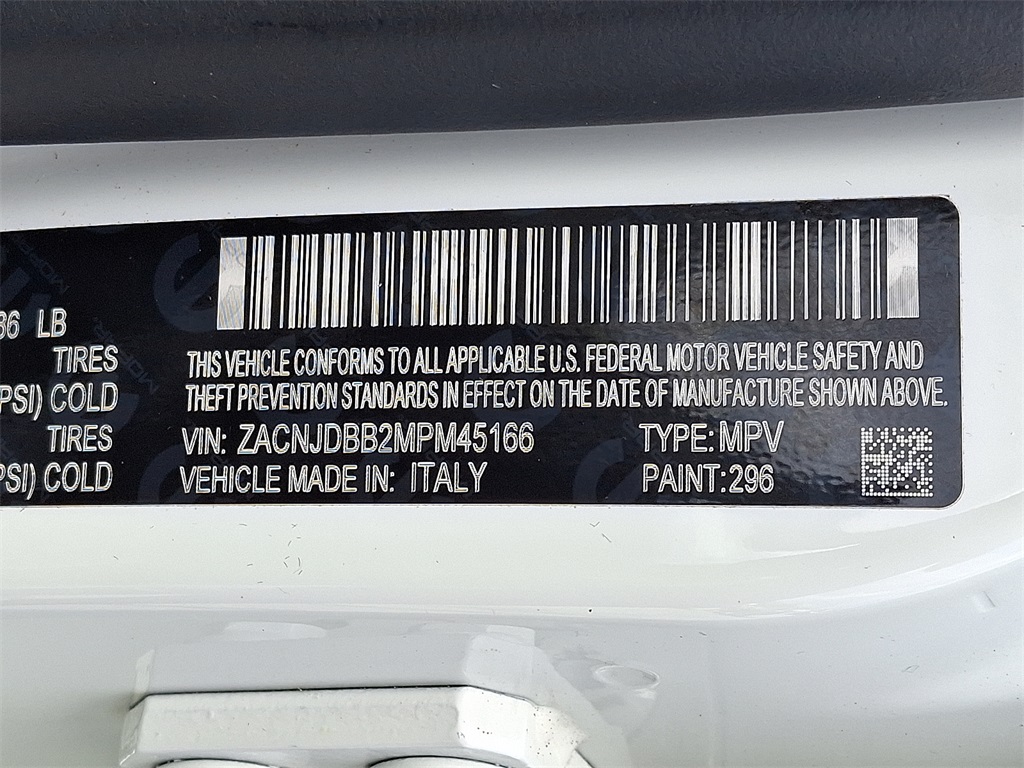 36 LB
TIRES
PSI) COLD
TIRES
PSI) COLD
THIS VEHICLE CONFORMS TO ALL APPLICABLE U.S. FEDERAL MOTOR VEHICLE SAFETY AND
THEFT PREVENTION STANDARDS IN EFFECT ON THE DATE OF MANUFACTURE SHOWN ABOVE.
VIN: ZACNJDBB2MPM45166 TYPE: MPV
VEHICLE MADE IN: ITALY PAINT: 296